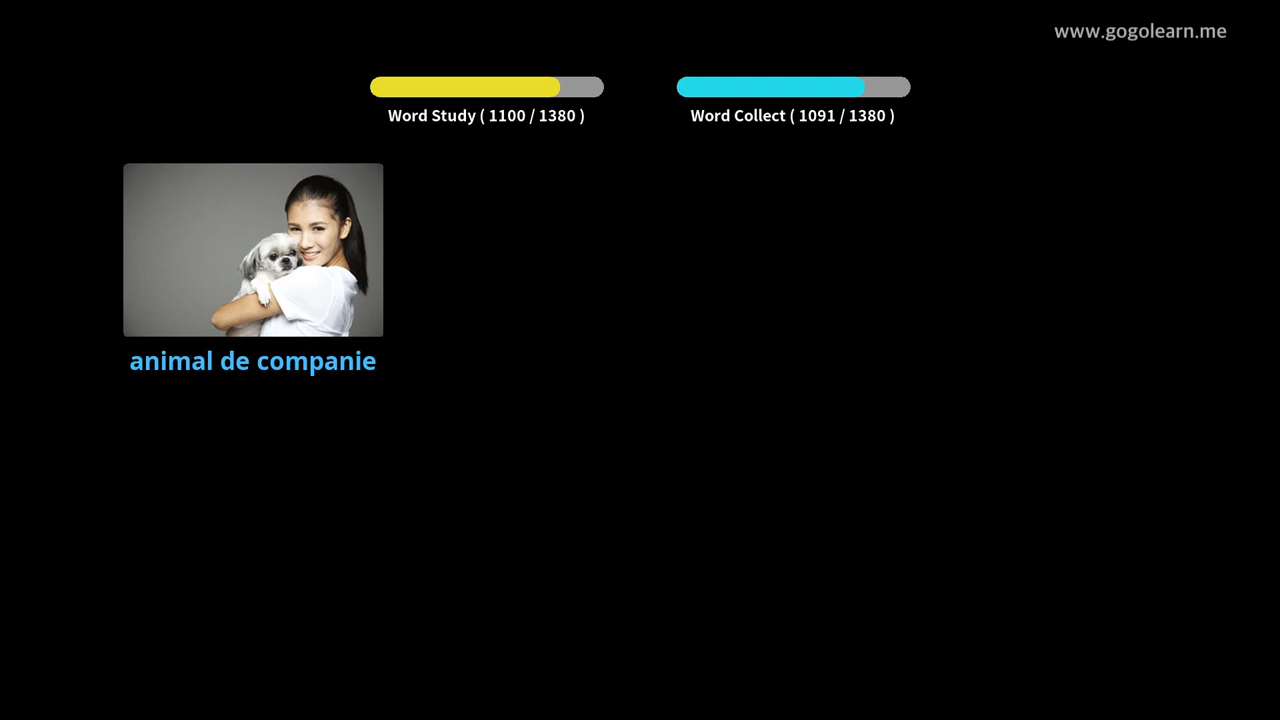 www.gogolearn.me
Word Study ( 1100 / 1380 )
Word Collect ( 1091 / 1380 )
animal de companie